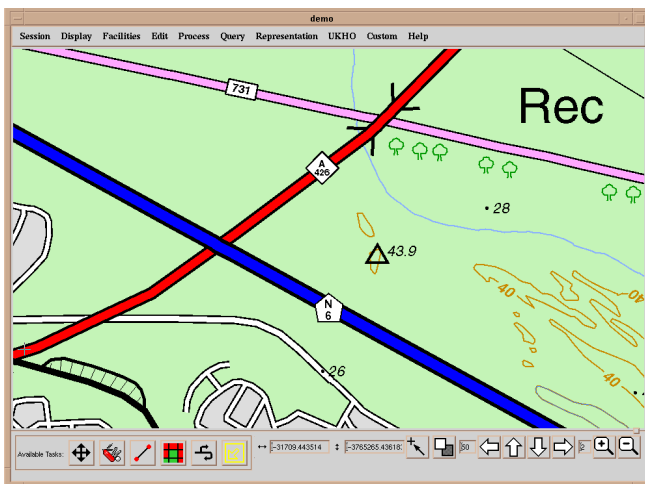 demo
Session Display Facilities Edit Process Query Representation UKHO Custom Help
731
Rec
A
426
28
43.9
40
40
N
6
26
40
Available Tasks:
-31709.443514
-3765265.43618
50
2